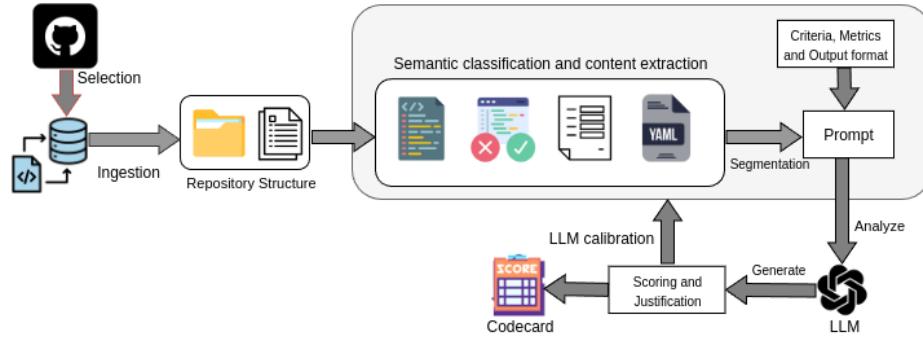 Criteria, Metrics
and Output format
Selection
Semantic classification and content extraction
</>
YAML
Prompt
Ingestion
Segmentation
Repository Structure
</>
Analyze
LLM calibration
SCORE
Scoring and
Justification
Generate
Codecard
LLM